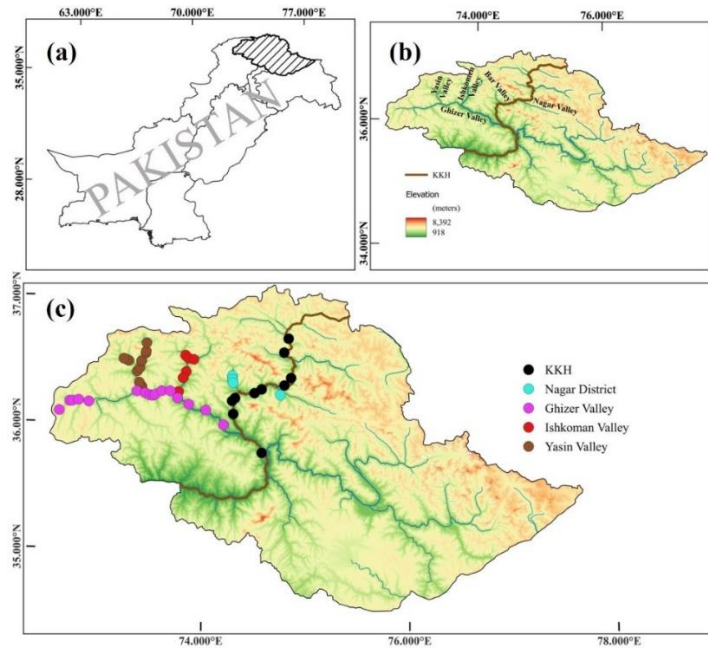 63.000°E 70.000°E 77.000°E
(a)
35.000°N
28.000°N
PAKISTAN
74.000°E 76.000°E
(b)
36.000°N
34.000°N
Yasin Valley
Ishkomen Valley
Bar Valley
Nagar Valley
Ghizer Valley
KKH
Elevation
(meters)
8,392
918
(c)
37.000°N
36.000°N
35.000°N
KKH
Nagar District
Ghizer Valley
Ishkoman Valley
Yasin Valley
74.000°E 76.000°E 78.000°E